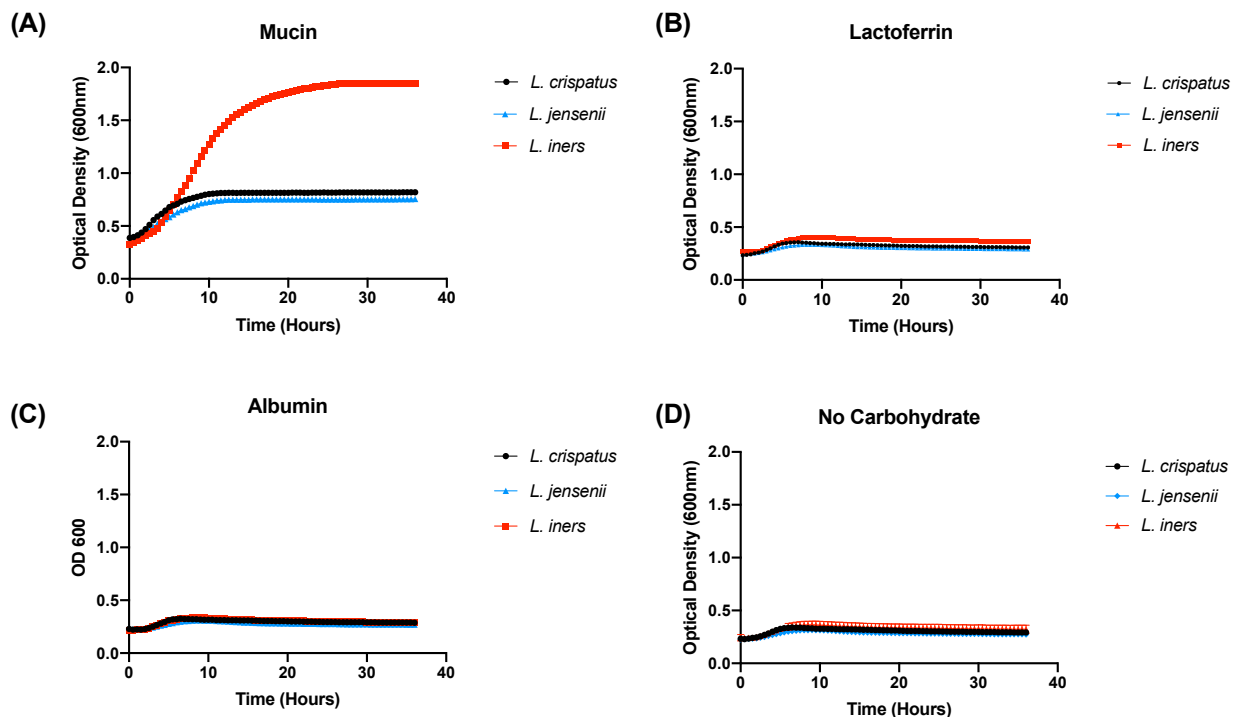 (A)
Mucin
Optical Density (600nm)
2.0
1.5
1.0
0.5
0.0
0 10 20 30 40
Time (Hours)
L. crispatus
L. jensenii
L. iners
(B)
Lactoferrin
Optical Density (600nm)
2.0
1.5
1.0
0.5
0.0
0 10 20 30 40
Time (Hours)
L. crispatus
L. jensenii
L. iners
(C)
Albumin
OD 600
2.0
1.5
1.0
0.5
0.0
0 10 20 30 40
Time (Hours)
L. crispatus
L. jensenii
L. iners
(D)
No Carbohydrate
Optical Density (600nm)
2.0
1.5
1.0
0.5
0.0
0 10 20 30 40
Time (Hours)
L. crispatus
L. jensenii
L. iners